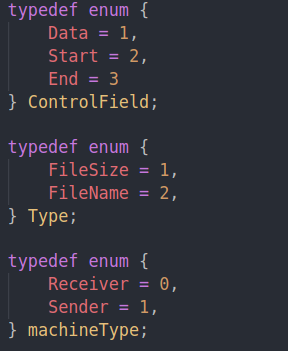 typedef enum {
    Data = 1,
    Start = 2,
    End = 3
} ControlField;

typedef enum {
    FileSize = 1,
    FileName = 2,
} Type;

typedef enum {
    Receiver = 0,
    Sender = 1,
} machineType;